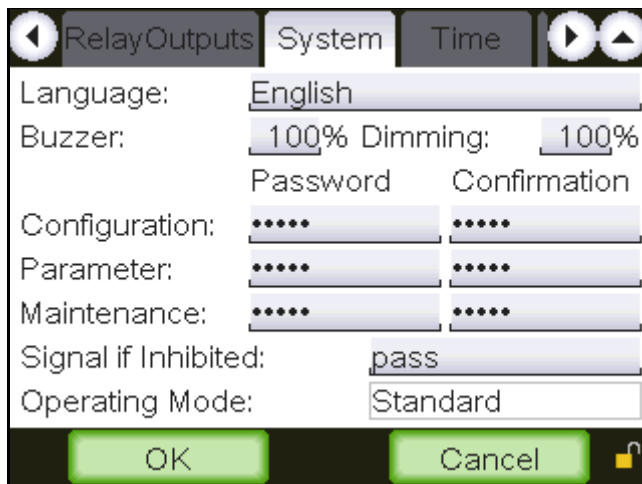 RelayOutputs System Time
Language: English
Buzzer: 100% Dimming: 100%
Password Confirmation
Configuration: ••••• •••••
Parameter: ••••• •••••
Maintenance: ••••• •••••
Signal if Inhibited: pass
Operating Mode: Standard
OK Cancel